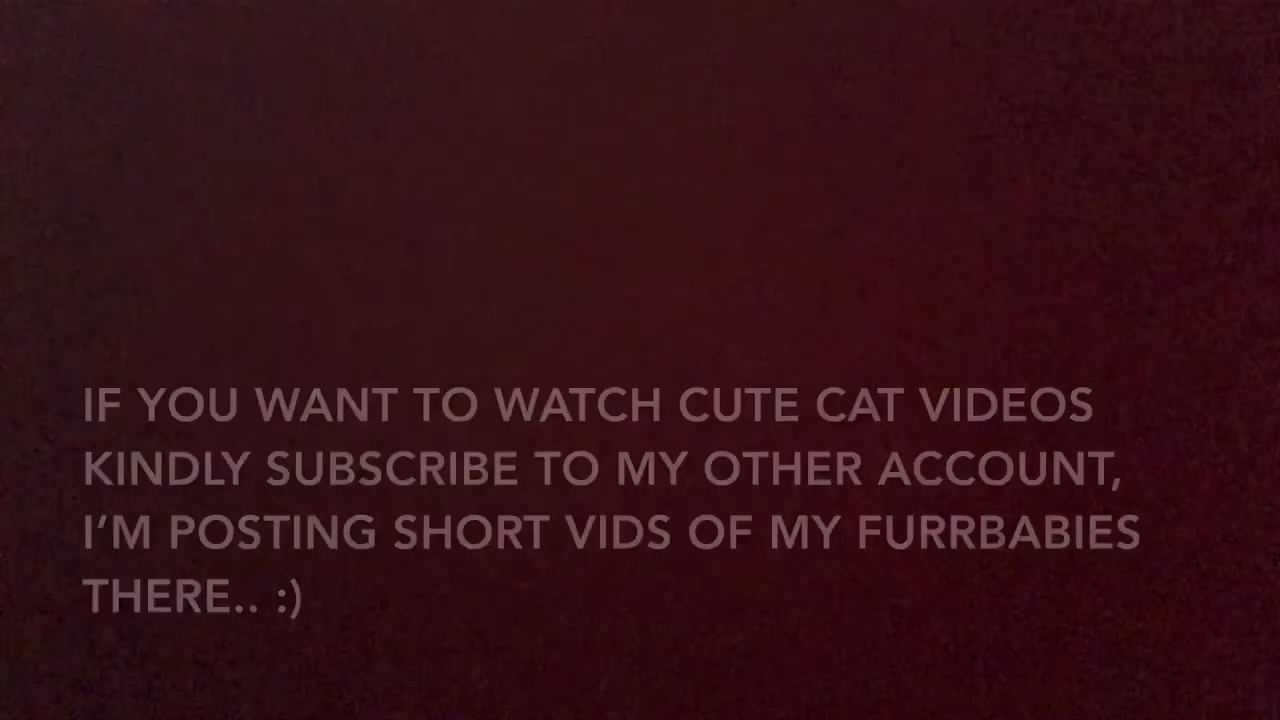 IF YOU WANT TO WATCH CUTE CAT VIDEOS
KINDLY SUBSCRIBE TO MY OTHER ACCOUNT,
I’M POSTING SHORT VIDS OF MY FURRBABIES
THERE.. :)